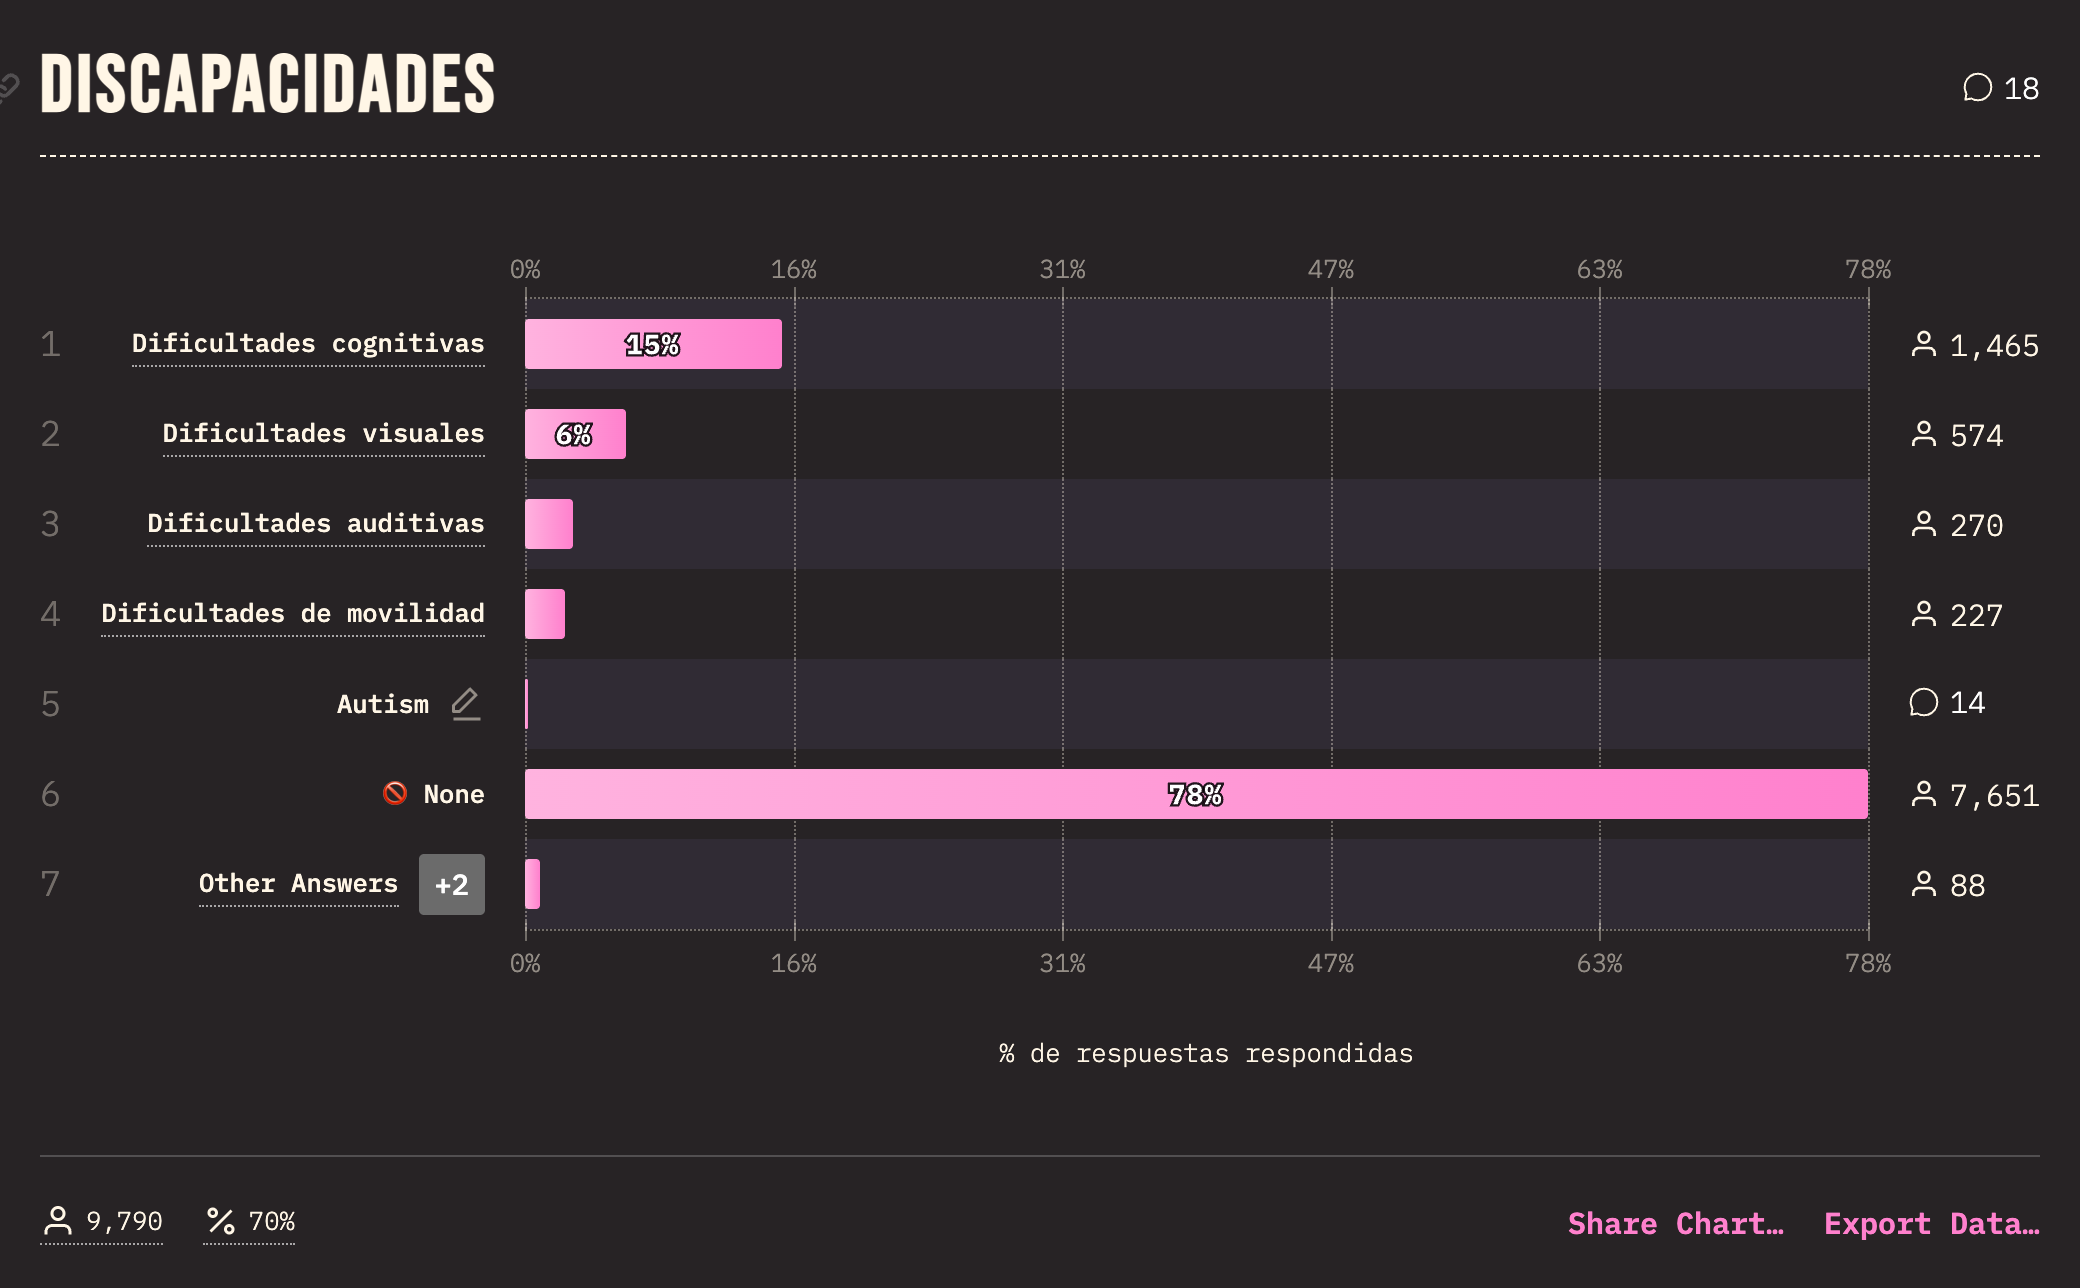 DISCAPACIDADES
18
0% 16% 31% 47% 63% 78%
1 Dificultades cognitivas 15% 1,465
2 Dificultades visuales 6% 574
3 Dificultades auditivas 270
4 Dificultades de movilidad 227
5 Autism 14
6 None 78% 7,651
7 Other Answers +2 88
0% 16% 31% 47% 63% 78%
% de respuestas respondidas
9,790 70% Share Chart… Export Data…